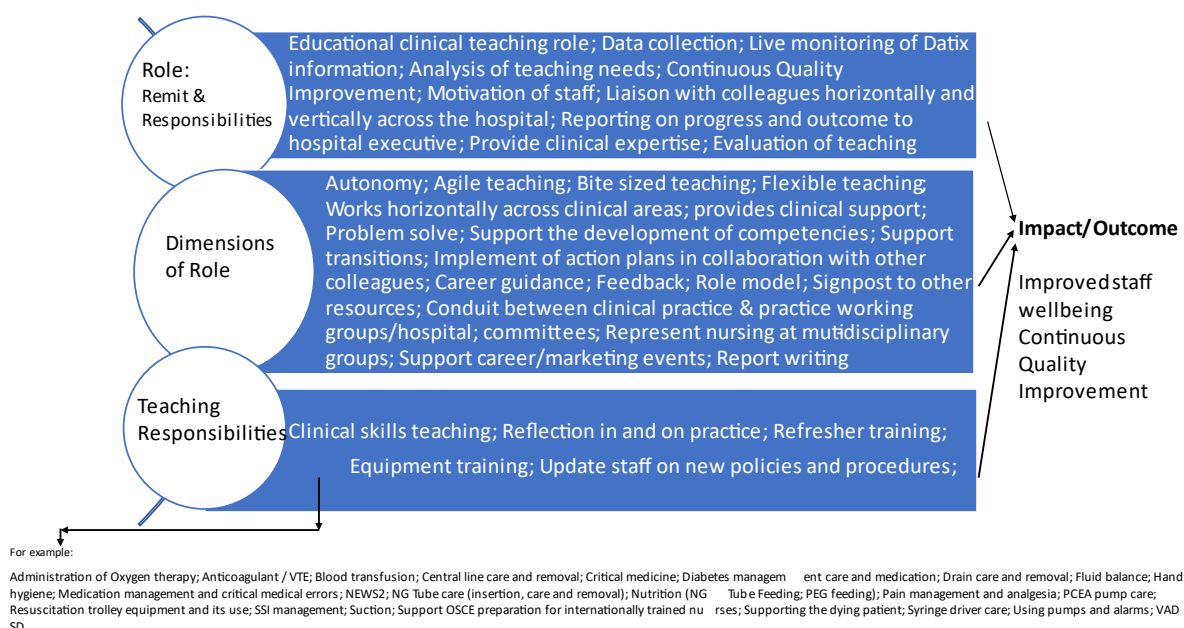 Role:
Remit &
Responsibilities
Educational clinical teaching role; Data collection; Live monitoring of Datix
information; Analysis of teaching needs; Continuous Quality
Improvement; Motivation of staff; Liaison with colleagues horizontally and
vertically across the hospital; Reporting on progress and outcome to
hospital executive; Provide clinical expertise; Evaluation of teaching
Dimensions
of Role
Autonomy; Agile teaching; Bite sized teaching; Flexible teaching;
Works horizontally across clinical areas; provides clinical support;
Problem solve; Support the development of competencies; Support
transitions; Implement of action plans in collaboration with other
colleagues; Career guidance; Feedback; Role model; Signpost to other
resources; Conduit between clinical practice & practice working
groups/hospital; committees; Represent nursing at mutidisciplinary
groups; Support career/marketing events; Report writing
Teaching
Responsibilities
Clinical skills teaching; Reflection in and on practice; Refresher training;
Equipment training; Update staff on new policies and procedures;
Impact/Outcome
Improved staff
wellbeing
Continuous
Quality
Improvement
For example:
Administration of Oxygen therapy; Anticoagulant / VTE; Blood transfusion; Central line care and removal; Critical medicine; Diabetes managem ent care and medication; Drain care and removal; Fluid balance; Hand
hygiene; Medication management and critical medical errors; NEWS2; NG Tube care (insertion, care and removal); Nutrition (NG Tube Feeding; PEG feeding); Pain management and analgesia; PCEA pump care;
Resuscitation trolley equipment and its use; SSI management; Suction; Support OSCE preparation for internationally trained nu rses; Supporting the dying patient; Syringe driver care; Using pumps and alarms; VAD
SD